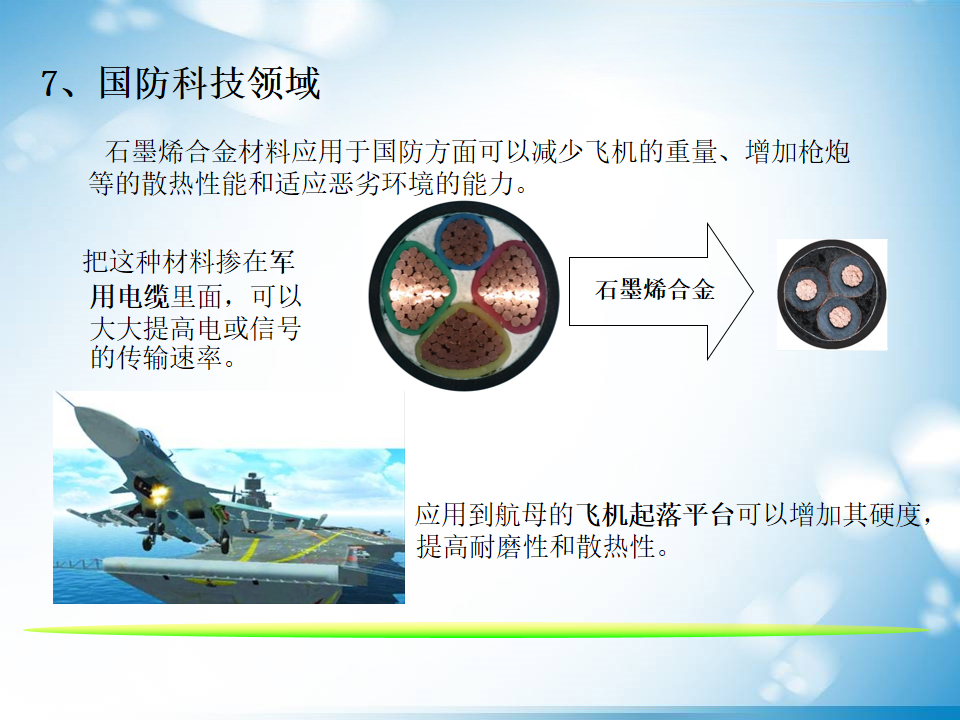 7、国防科技领域
石墨烯合金材料应用于国防方面可以减少飞机的重量、增加枪炮
等的散热性能和适应恶劣环境的能力。
把这种材料掺在军
用电缆里面，可以
大大提高电或信号
的传输速率。
石墨烯合金
应用到航母的飞机起落平台可以增加其硬度，
提高耐磨性和散热性。